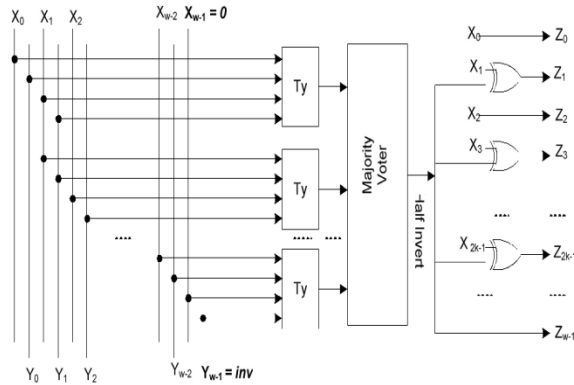 X0 X1 X2 Xw-2 Xw-1 = 0
Ty
Ty
Ty
Majority Voter
Half Invert
X0 Z0
X1 Z1
X2 Z2
X3 Z3
X2k-1 Z2k-1
Zw-1
..... .....
..... .....
..... ..... .....
Y0 Y1 Y2 Yw-2 Yw-1 = inv